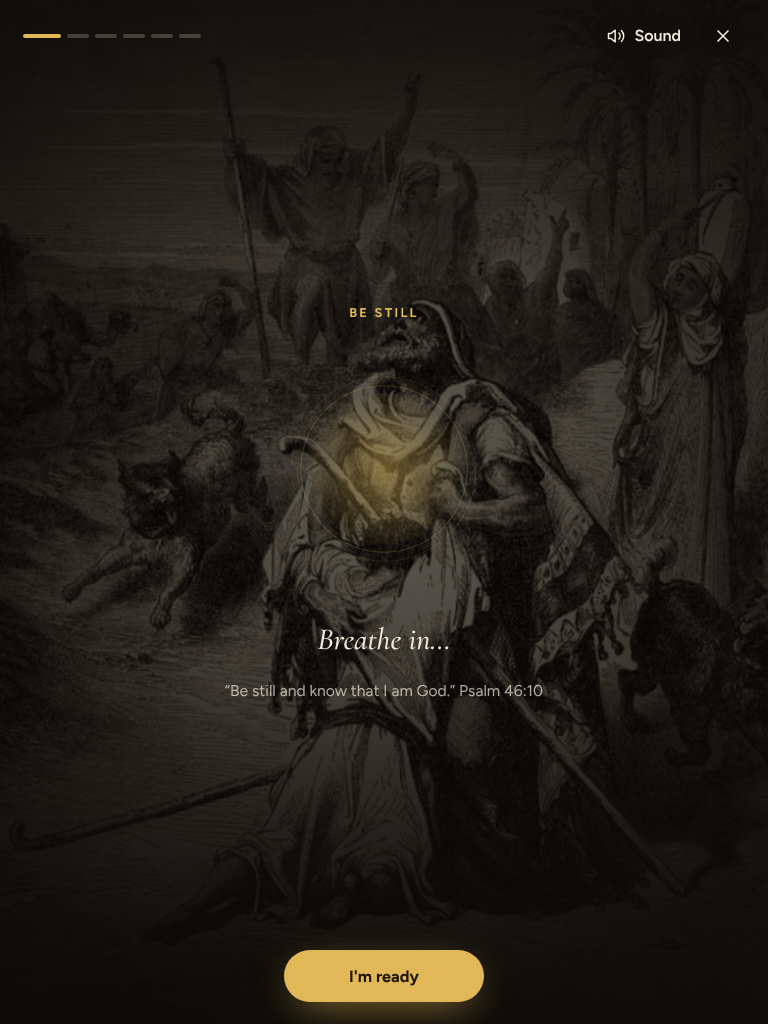 Sound
BE STILL
Breathe in...
“Be still and know that I am God.” Psalm 46:10
I'm ready